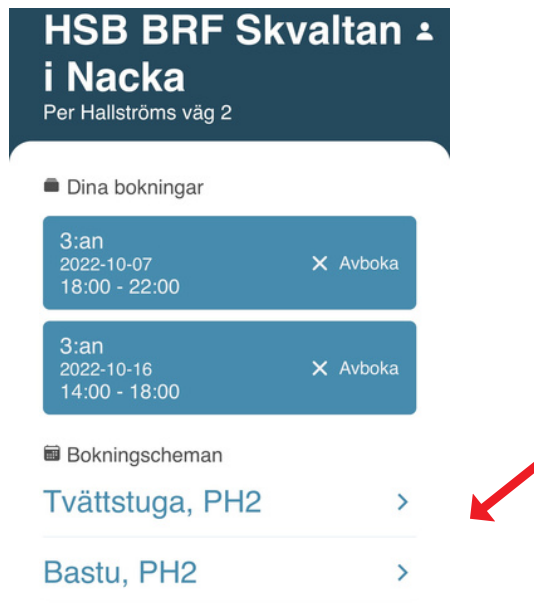 HSB BRF Skvaltan
i Nacka
Per Hallströms väg 2
Dina bokningar
3:an
2022-10-07
18:00 - 22:00
Avboka
3:an
2022-10-16
14:00 - 18:00
Avboka
Bokningscheman
Tvättstuga, PH2
Bastu, PH2